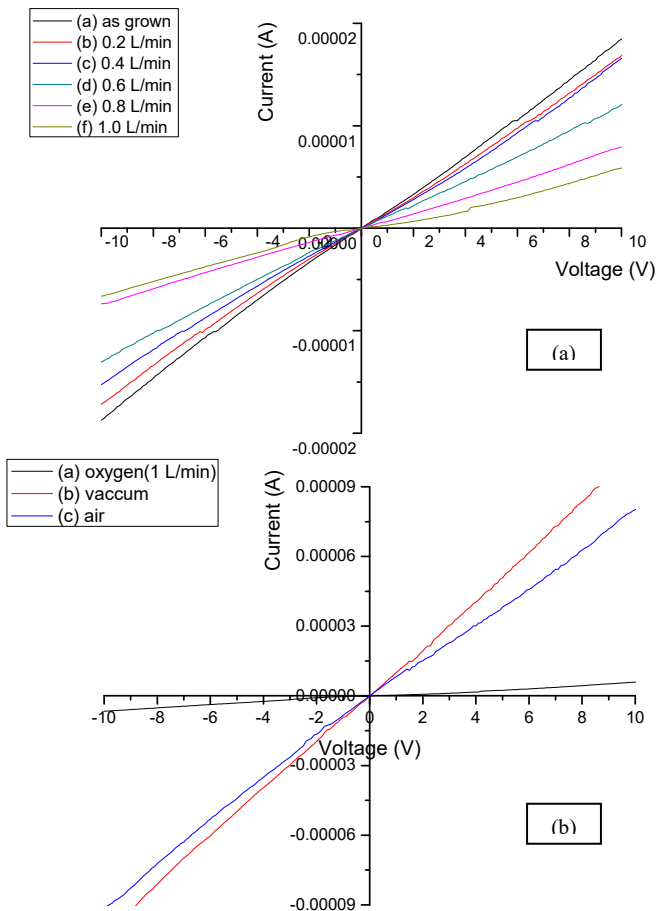 (a) as grown
(b) 0.2 L/min
(c) 0.4 L/min
(d) 0.6 L/min
(e) 0.8 L/min
(f) 1.0 L/min
Current (A)
0.00002
0.00001
-10 -8 -6 -4 -2 0.00000 0 2 4 6 8 10
Voltage (V)
-0.00001
(a)
-0.00002
(a) oxygen(1 L/min)
(b) vaccum
(c) air
Current (A)
0.00009
0.00006
0.00003
0.00000
-10 -8 -6 -4 -2 0 2 4 6 8 10
Voltage (V)
-0.00003
-0.00006
(b)
-0.00009